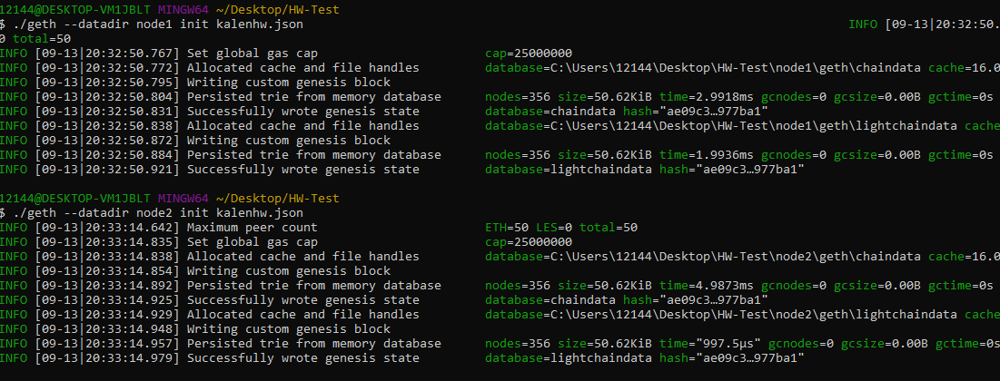 12144@DESKTOP-VM1JBLT MINGW64 ~/Desktop/HW-Test
$ ./geth --datadir node1 init kalenhw.json INFO [09-13|20:32:50.
0 total=50
INFO [09-13|20:32:50.767] Set global gas cap cap=25000000
INFO [09-13|20:32:50.772] Allocated cache and file handles database=C:\Users\12144\Desktop\HW-Test\node1\geth\chaindata cache=16.0
INFO [09-13|20:32:50.795] Writing custom genesis block
INFO [09-13|20:32:50.804] Persisted trie from memory database nodes=356 size=50.62KiB time=2.9918ms gcnodes=0 gcsize=0.00B gctime=0s
INFO [09-13|20:32:50.831] Successfully wrote genesis state database=chaindata hash="ae09c3…977ba1"
INFO [09-13|20:32:50.838] Allocated cache and file handles database=C:\Users\12144\Desktop\HW-Test\node1\geth\lightchaindata cache
INFO [09-13|20:32:50.872] Writing custom genesis block
INFO [09-13|20:32:50.884] Persisted trie from memory database nodes=356 size=50.62KiB time=1.9936ms gcnodes=0 gcsize=0.00B gctime=0s
INFO [09-13|20:32:50.921] Successfully wrote genesis state database=lightchaindata hash="ae09c3…977ba1"
12144@DESKTOP-VM1JBLT MINGW64 ~/Desktop/HW-Test
$ ./geth --datadir node2 init kalenhw.json
INFO [09-13|20:33:14.642] Maximum peer count ETH=50 LES=0 total=50
INFO [09-13|20:33:14.835] Set global gas cap cap=25000000
INFO [09-13|20:33:14.838] Allocated cache and file handles database=C:\Users\12144\Desktop\HW-Test\node2\geth\chaindata cache=16.0
INFO [09-13|20:33:14.854] Writing custom genesis block
INFO [09-13|20:33:14.892] Persisted trie from memory database nodes=356 size=50.62KiB time=4.9873ms gcnodes=0 gcsize=0.00B gctime=0s
INFO [09-13|20:33:14.925] Successfully wrote genesis state database=chaindata hash="ae09c3…977ba1"
INFO [09-13|20:33:14.929] Allocated cache and file handles database=C:\Users\12144\Desktop\HW-Test\node2\geth\lightchaindata cache
INFO [09-13|20:33:14.948] Writing custom genesis block
INFO [09-13|20:33:14.957] Persisted trie from memory database nodes=356 size=50.62KiB time="997.5µs" gcnodes=0 gcsize=0.00B gctime=0s
INFO [09-13|20:33:14.979] Successfully wrote genesis state database=lightchaindata hash="ae09c3…977ba1"